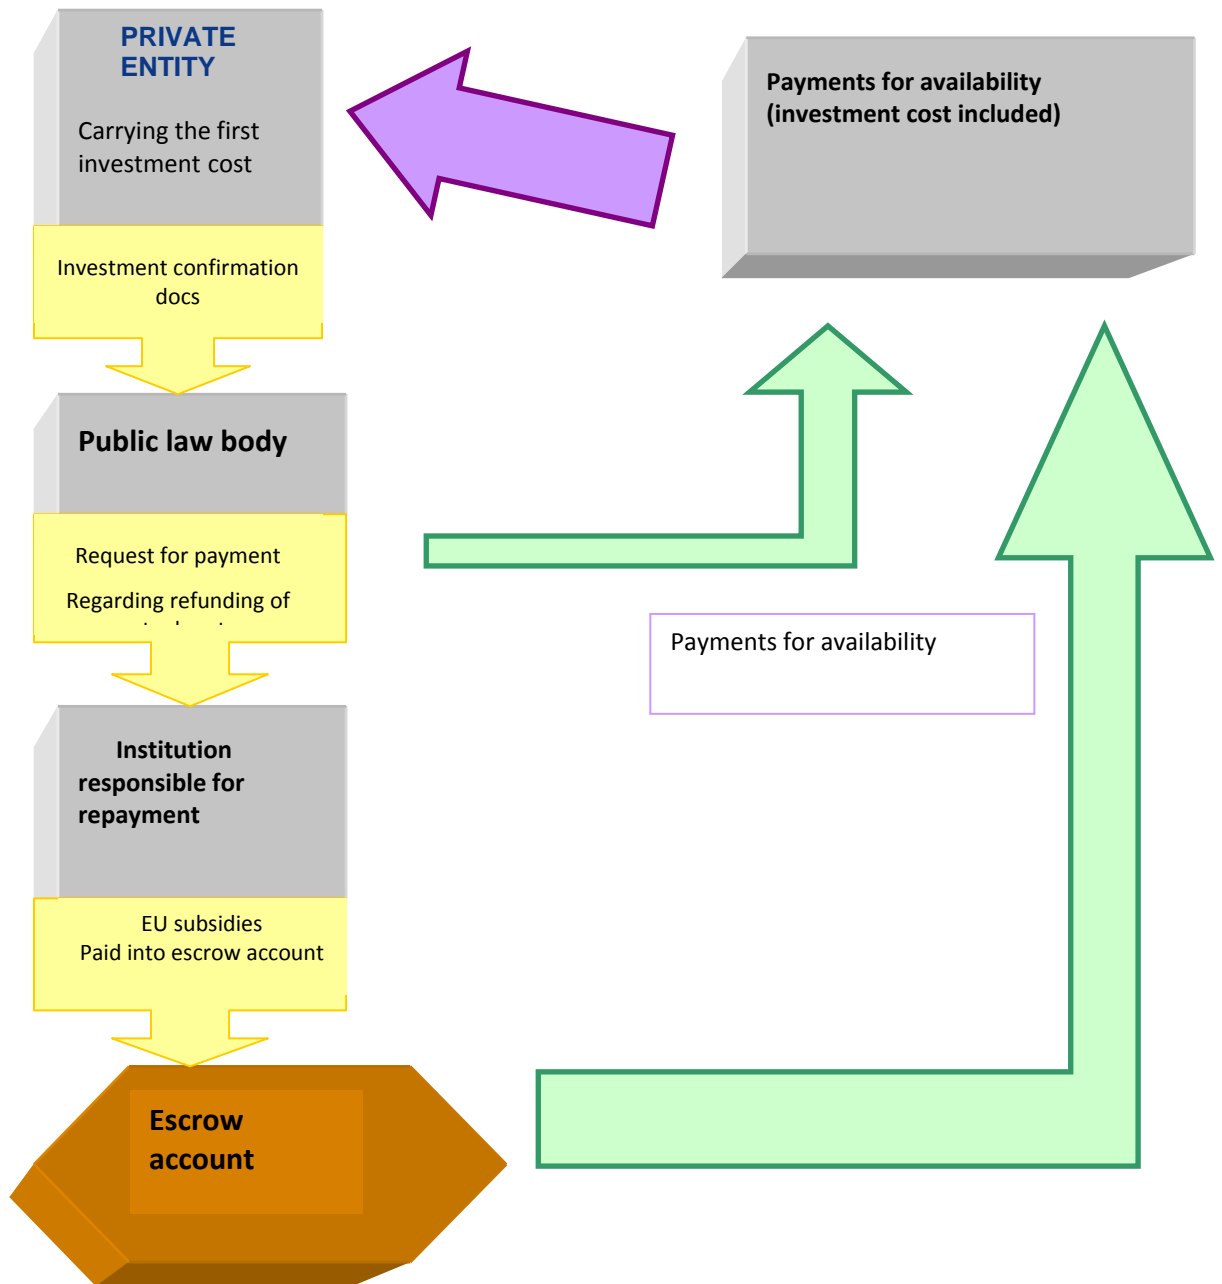 PRIVATE
ENTITY
Carrying the first
investment cost
Payments for availability
(investment cost included)
Investment confirmation
docs
Public law body
Request for payment
Regarding refunding of
Payments for availability
Institution
responsible for
repayment
EU subsidies
Paid into escrow account
Escrow
account